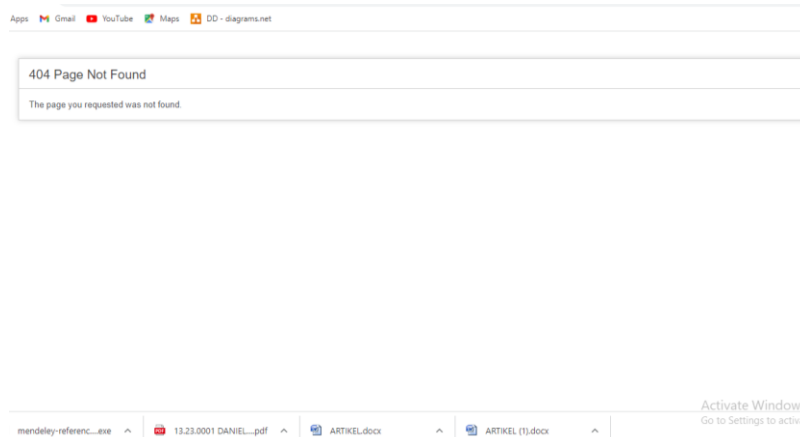 Apps Gmail YouTube Maps DD - diagrams.net
404 Page Not Found
The page you requested was not found.
Activate Window
Go to Settings to activ
mendeley-referenc....exe 13.23.0001 DANIEL....pdf ARTIKEL.docx ARTIKEL (1).docx